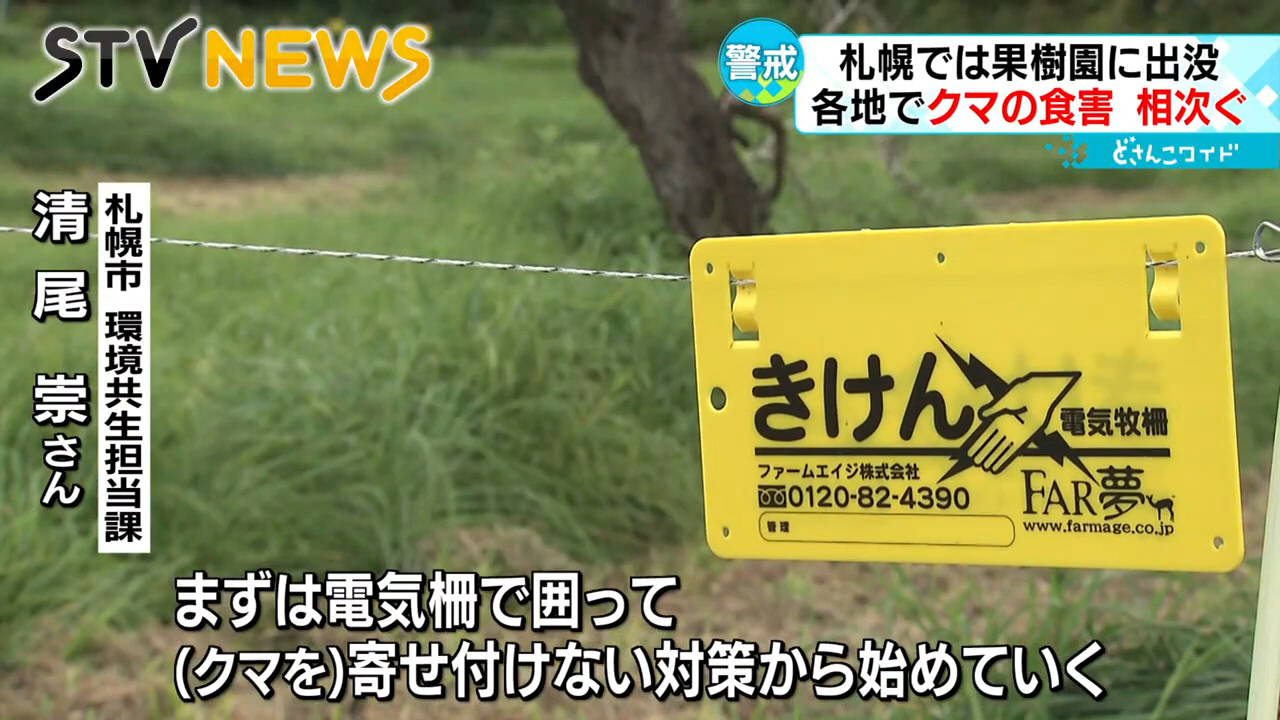 STV NEWS
警戒
札幌では果樹園に出没
各地でクマの食害 相次ぐ
どさんこワイド
札幌市 環境共生担当課
清尾 崇さん
きけん
電気牧柵
ファームエイジ株式会社
0120-82-4390
FAR夢
www.farmage.co.jp
管理
まずは電気柵で囲って
(クマを)寄せ付けない対策から始めていく